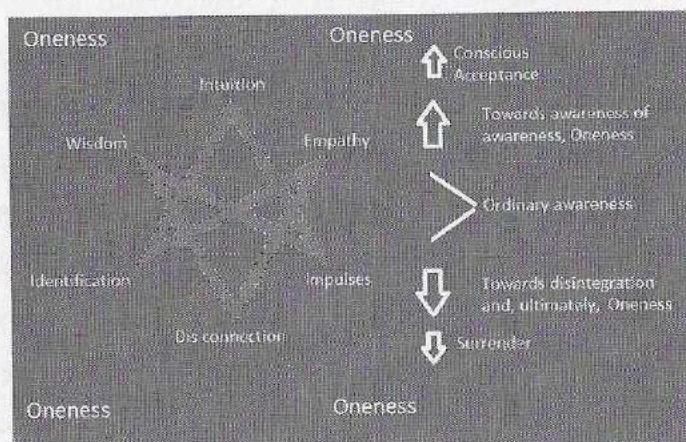 Oneness
Oneness
Conscious
Acceptance
Intuition
Towards awareness of
awareness, Oneness
Wisdom
Empathy
Ordinary awareness
Identification
Impulses
Towards disintegration
and, ultimately, Oneness
Dis connection
Surrender
Oneness
Oneness